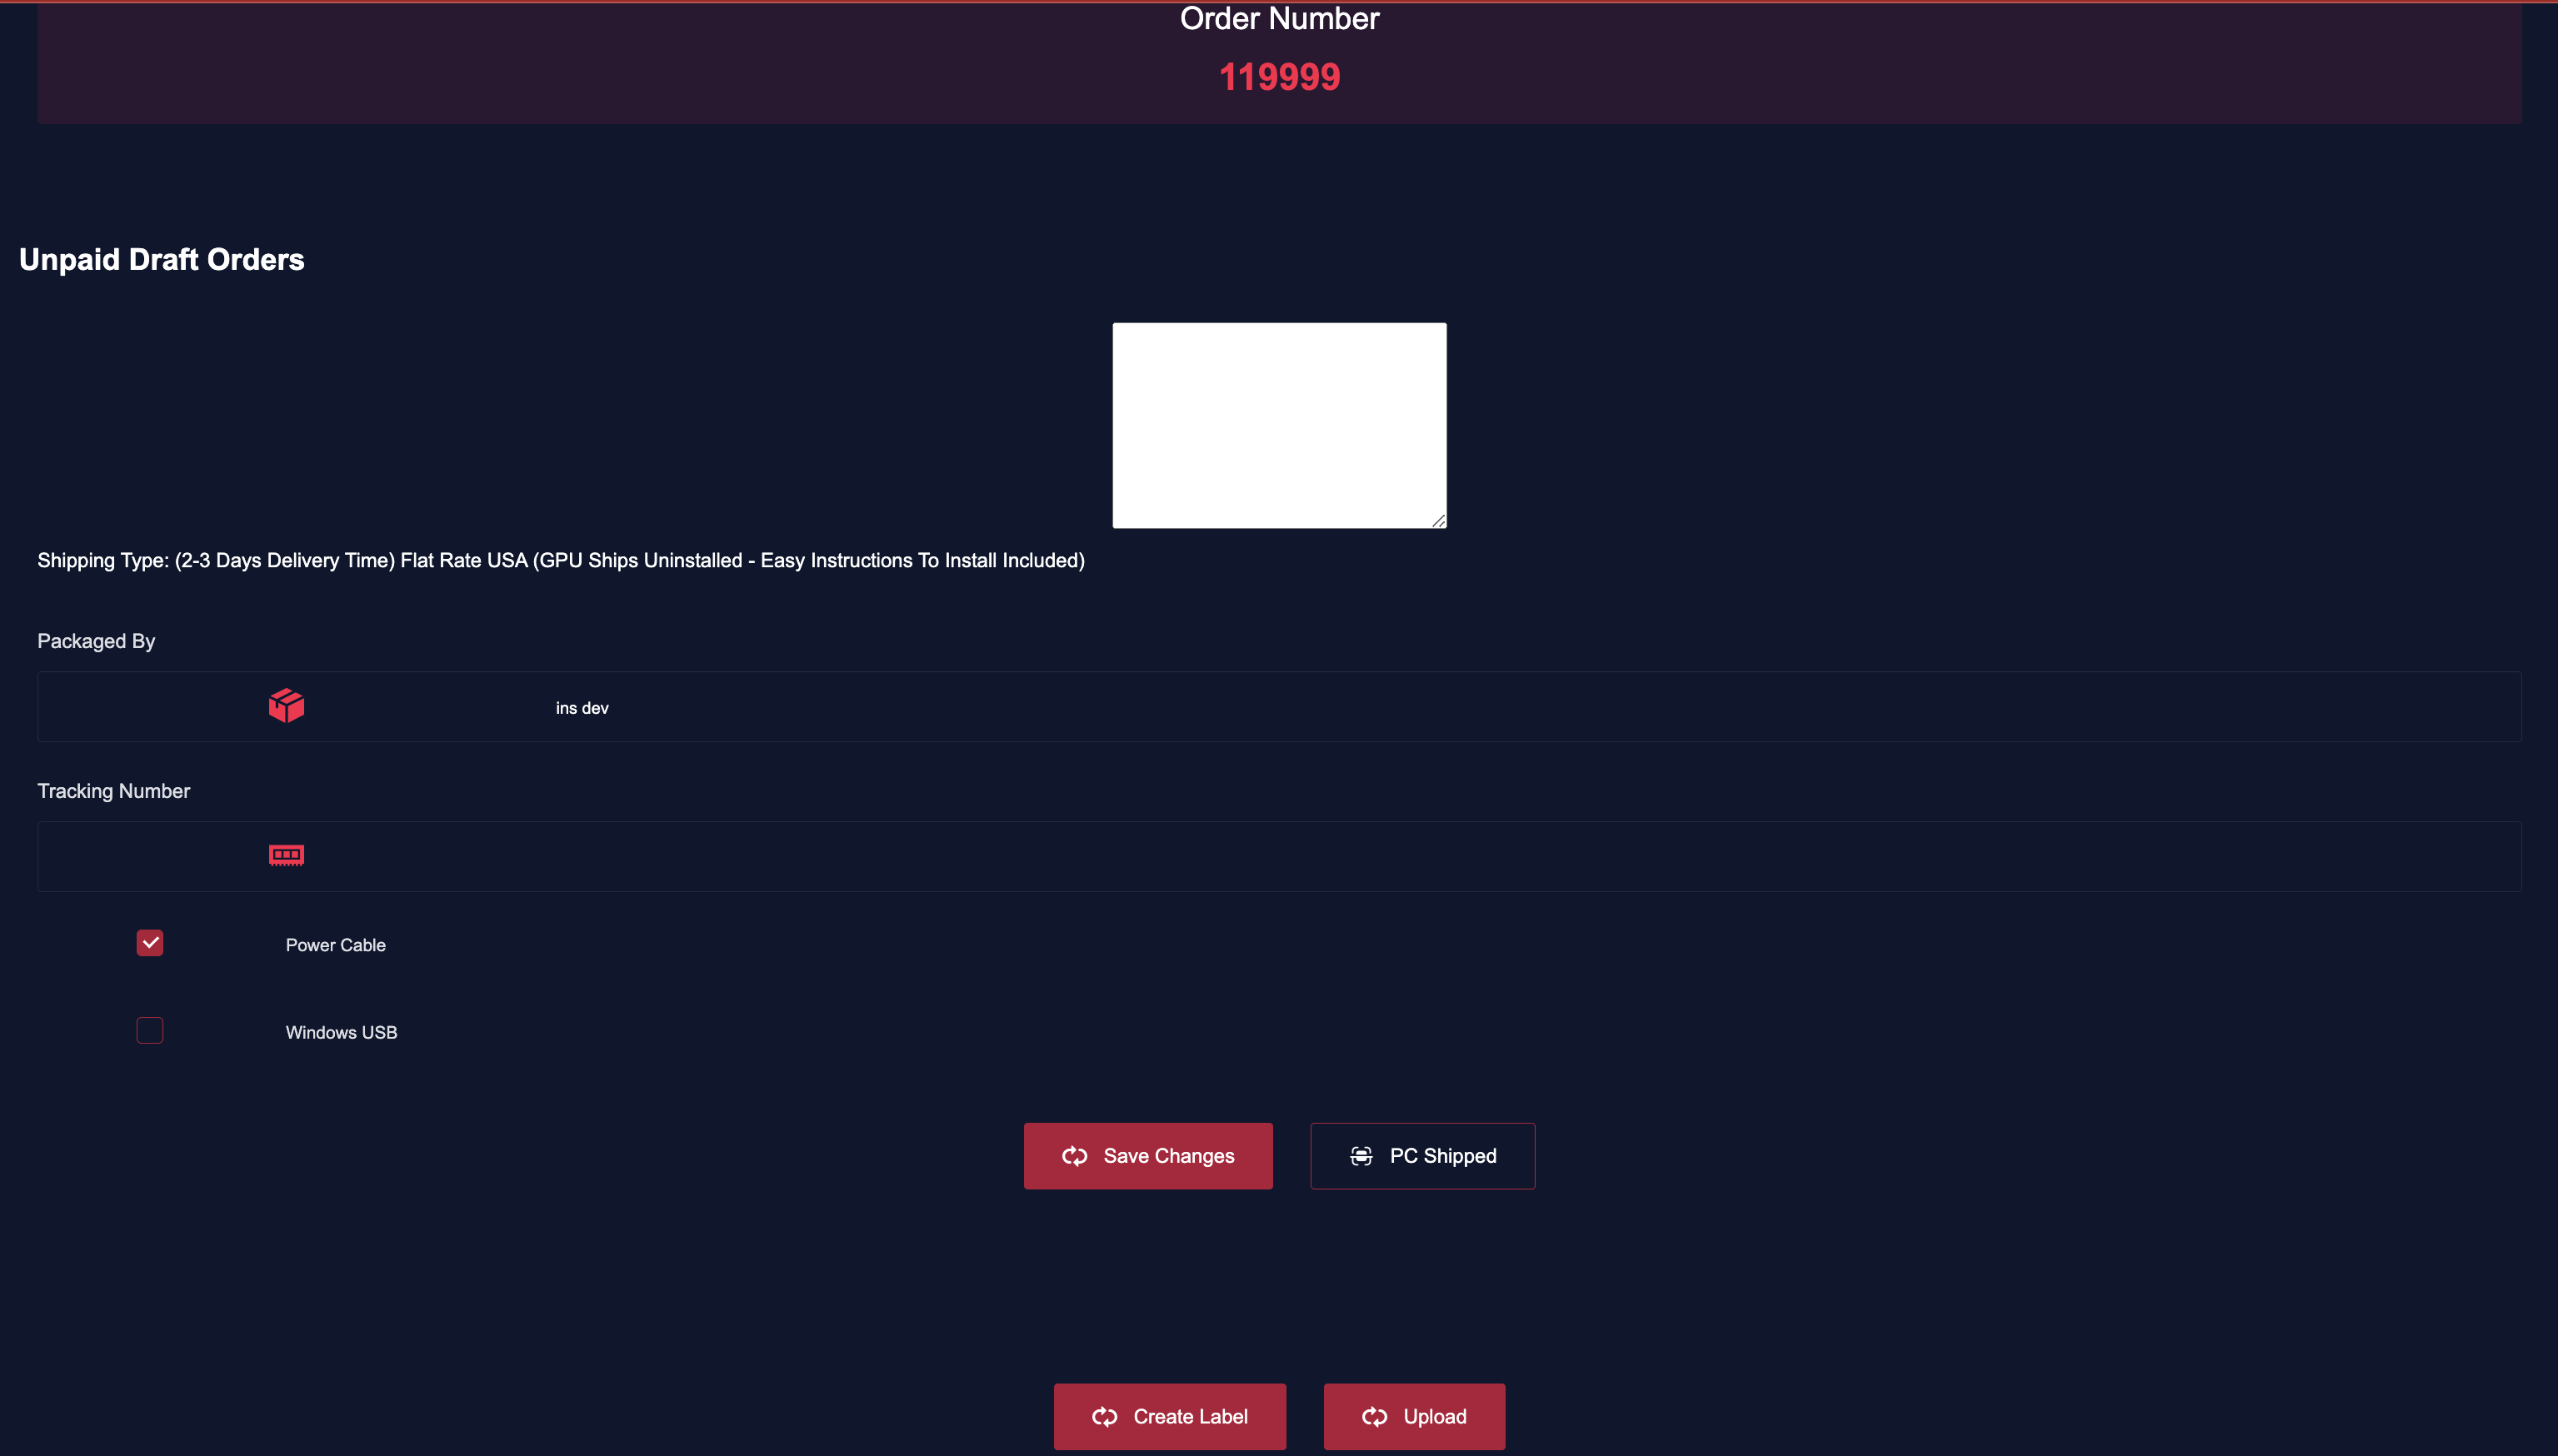 Order Number
119999
Unpaid Draft Orders
Shipping Type: (2-3 Days Delivery Time) Flat Rate USA (GPU Ships Uninstalled - Easy Instructions To Install Included)
Packaged By
ins dev
Tracking Number
Power Cable
Windows USB
Save Changes
PC Shipped
Create Label
Upload